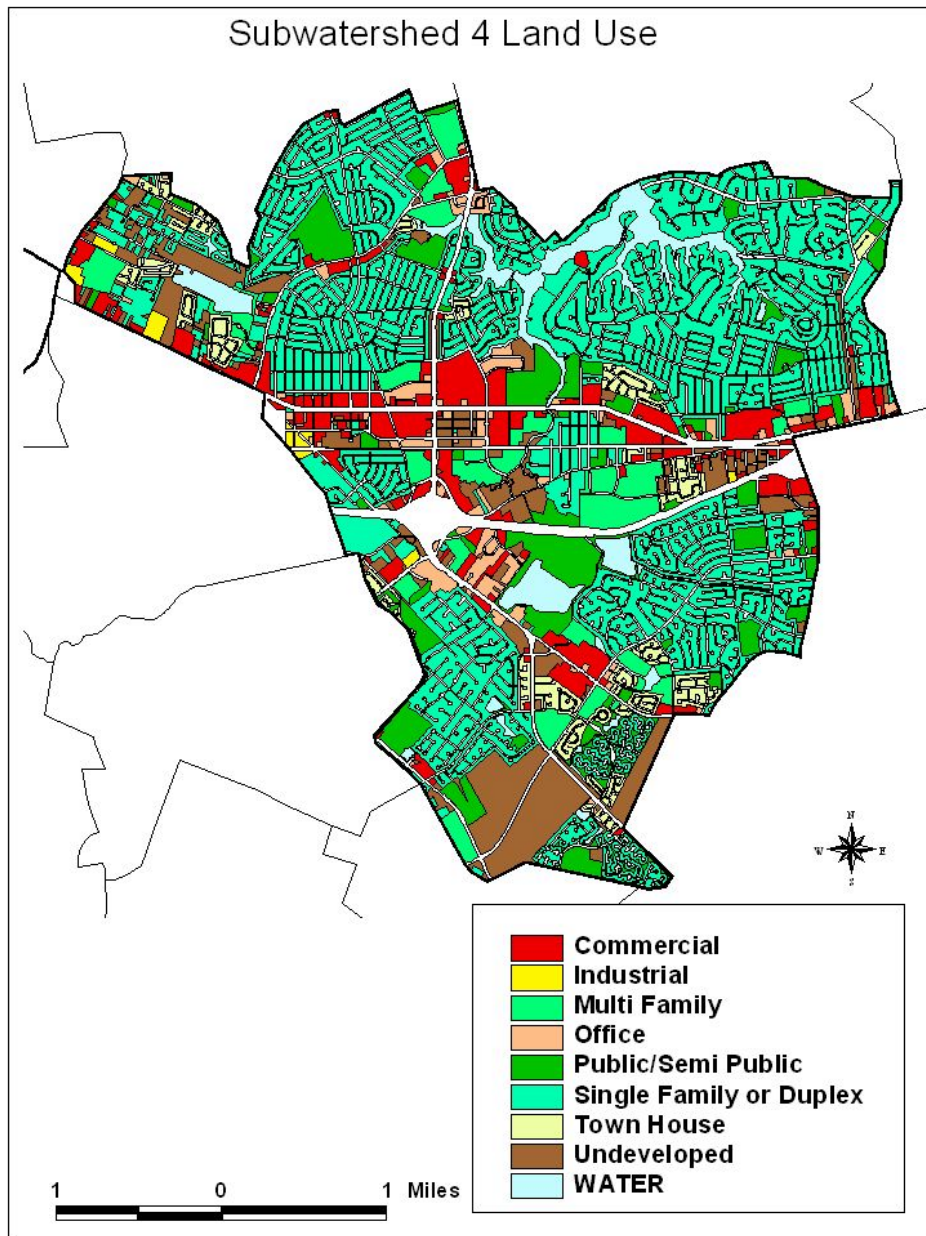 Subwatershed 4 Land Use
N
W E
S
Commercial
Industrial
Multi Family
Office
Public/Semi Public
Single Family or Duplex
Town House
Undeveloped
WATER
1 0 1 Miles